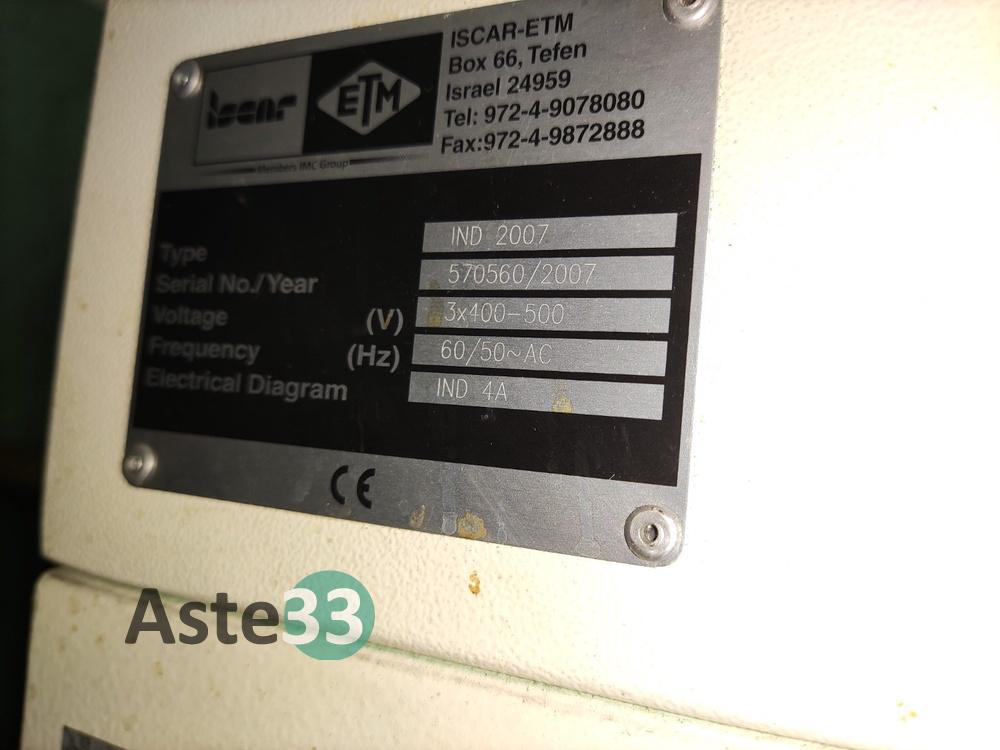 ISCAR-ETM
Box 66, Tefen
Israel 24959
Tel: 972-4-9078080
Fax:972-4-9872888
iscar
ETM
Members IMC Group
Type IND 2007
Serial No./Year 570560/2007
Voltage (V) 3x400-500
Frequency (Hz) 60/50~AC
Electrical Diagram IND 4A
CE
Aste33